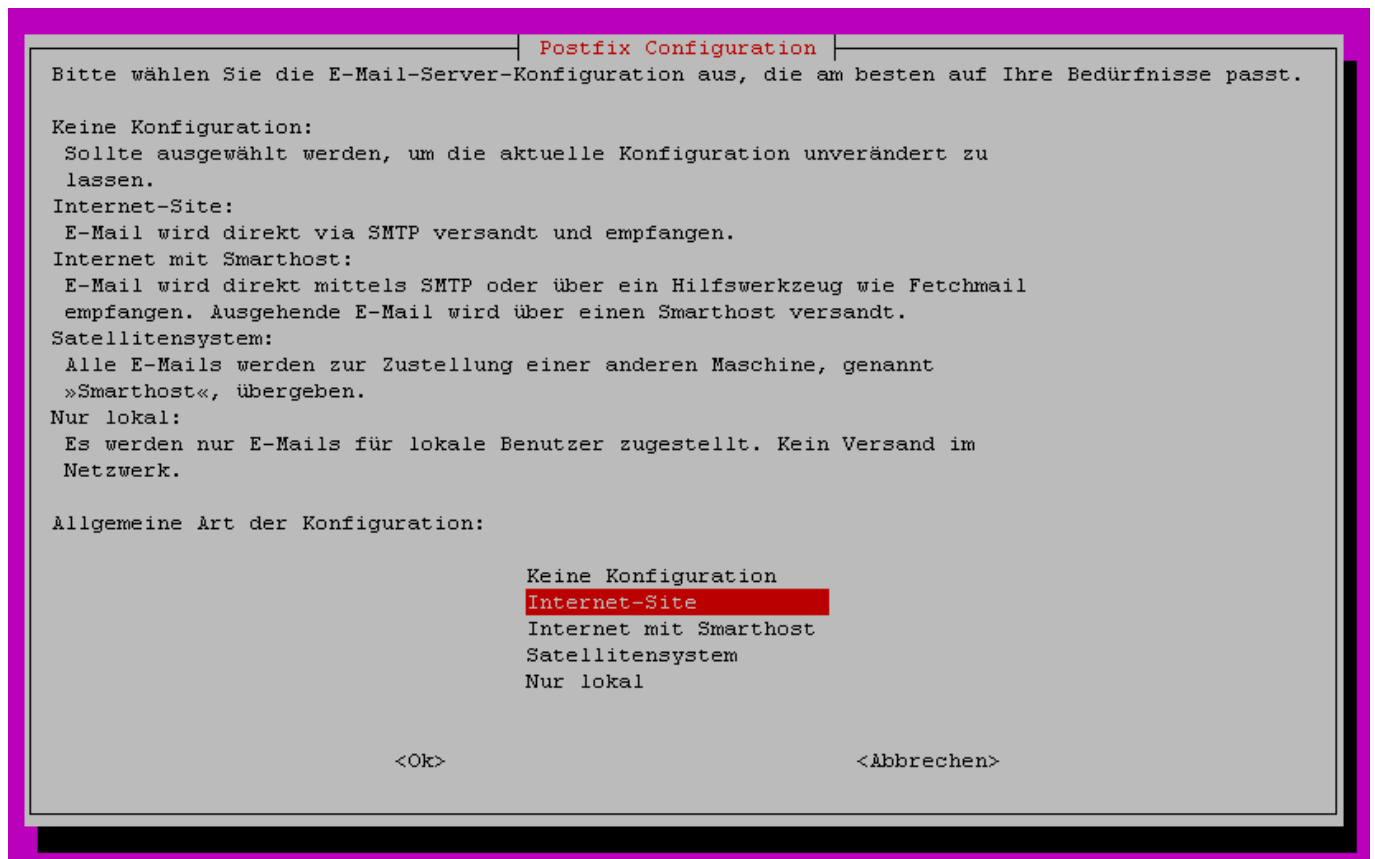 Postfix Configuration
Bitte wählen Sie die E-Mail-Server-Konfiguration aus, die am besten auf Ihre Bedürfnisse passt.
Keine Konfiguration:
Sollte ausgewählt werden, um die aktuelle Konfiguration unverändert zu
lassen.
Internet-Site:
E-Mail wird direkt via SMTP versandt und empfangen.
Internet mit Smarthost:
E-Mail wird direkt mittels SMTP oder über ein Hilfswerkzeug wie Fetchmail
empfangen. Ausgehende E-Mail wird über einen Smarthost versandt.
Satellitensystem:
Alle E-Mails werden zur Zustellung einer anderen Maschine, genannt
»Smarthost«, übergeben.
Nur lokal:
Es werden nur E-Mails für lokale Benutzer zugestellt. Kein Versand im
Netzwerk.
Allgemeine Art der Konfiguration:
Keine Konfiguration
Internet-Site
Internet mit Smarthost
Satellitensystem
Nur lokal
<Ok> <Abbrechen>